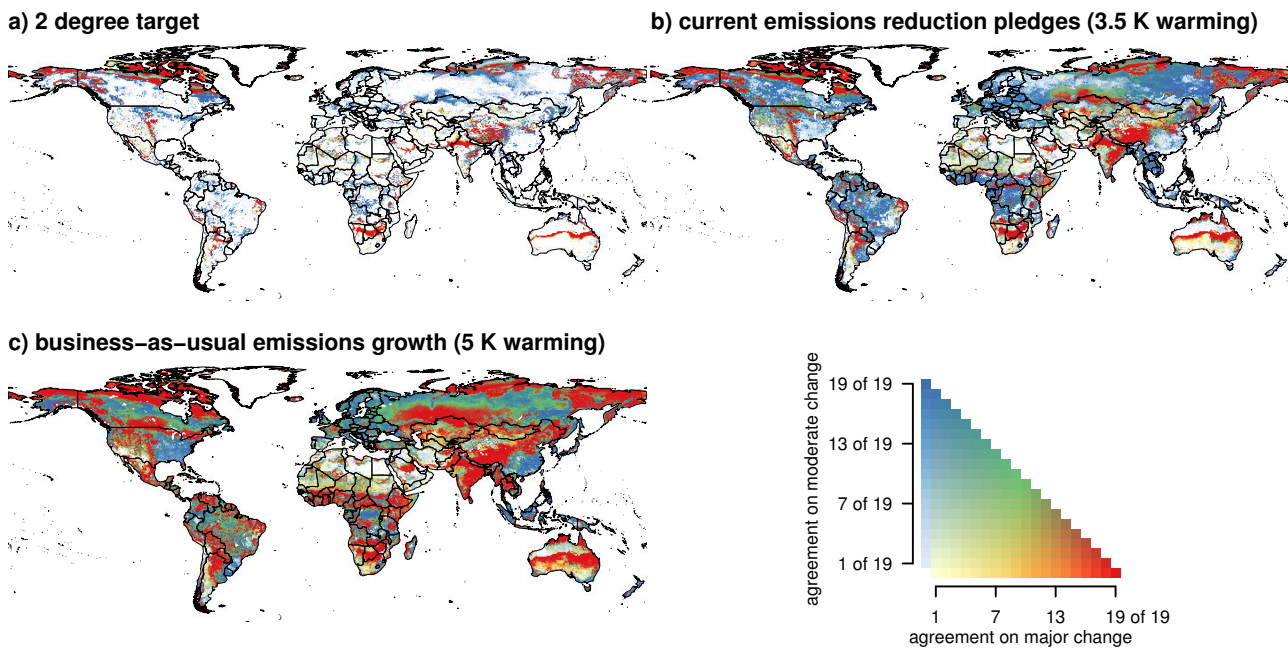 a) 2 degree target
b) current emissions reduction pledges (3.5 K warming)
c) business−as−usual emissions growth (5 K warming)
agreement on moderate change
19 of 19
13 of 19
7 of 19
1 of 19
1 7 13 19 of 19
agreement on major change